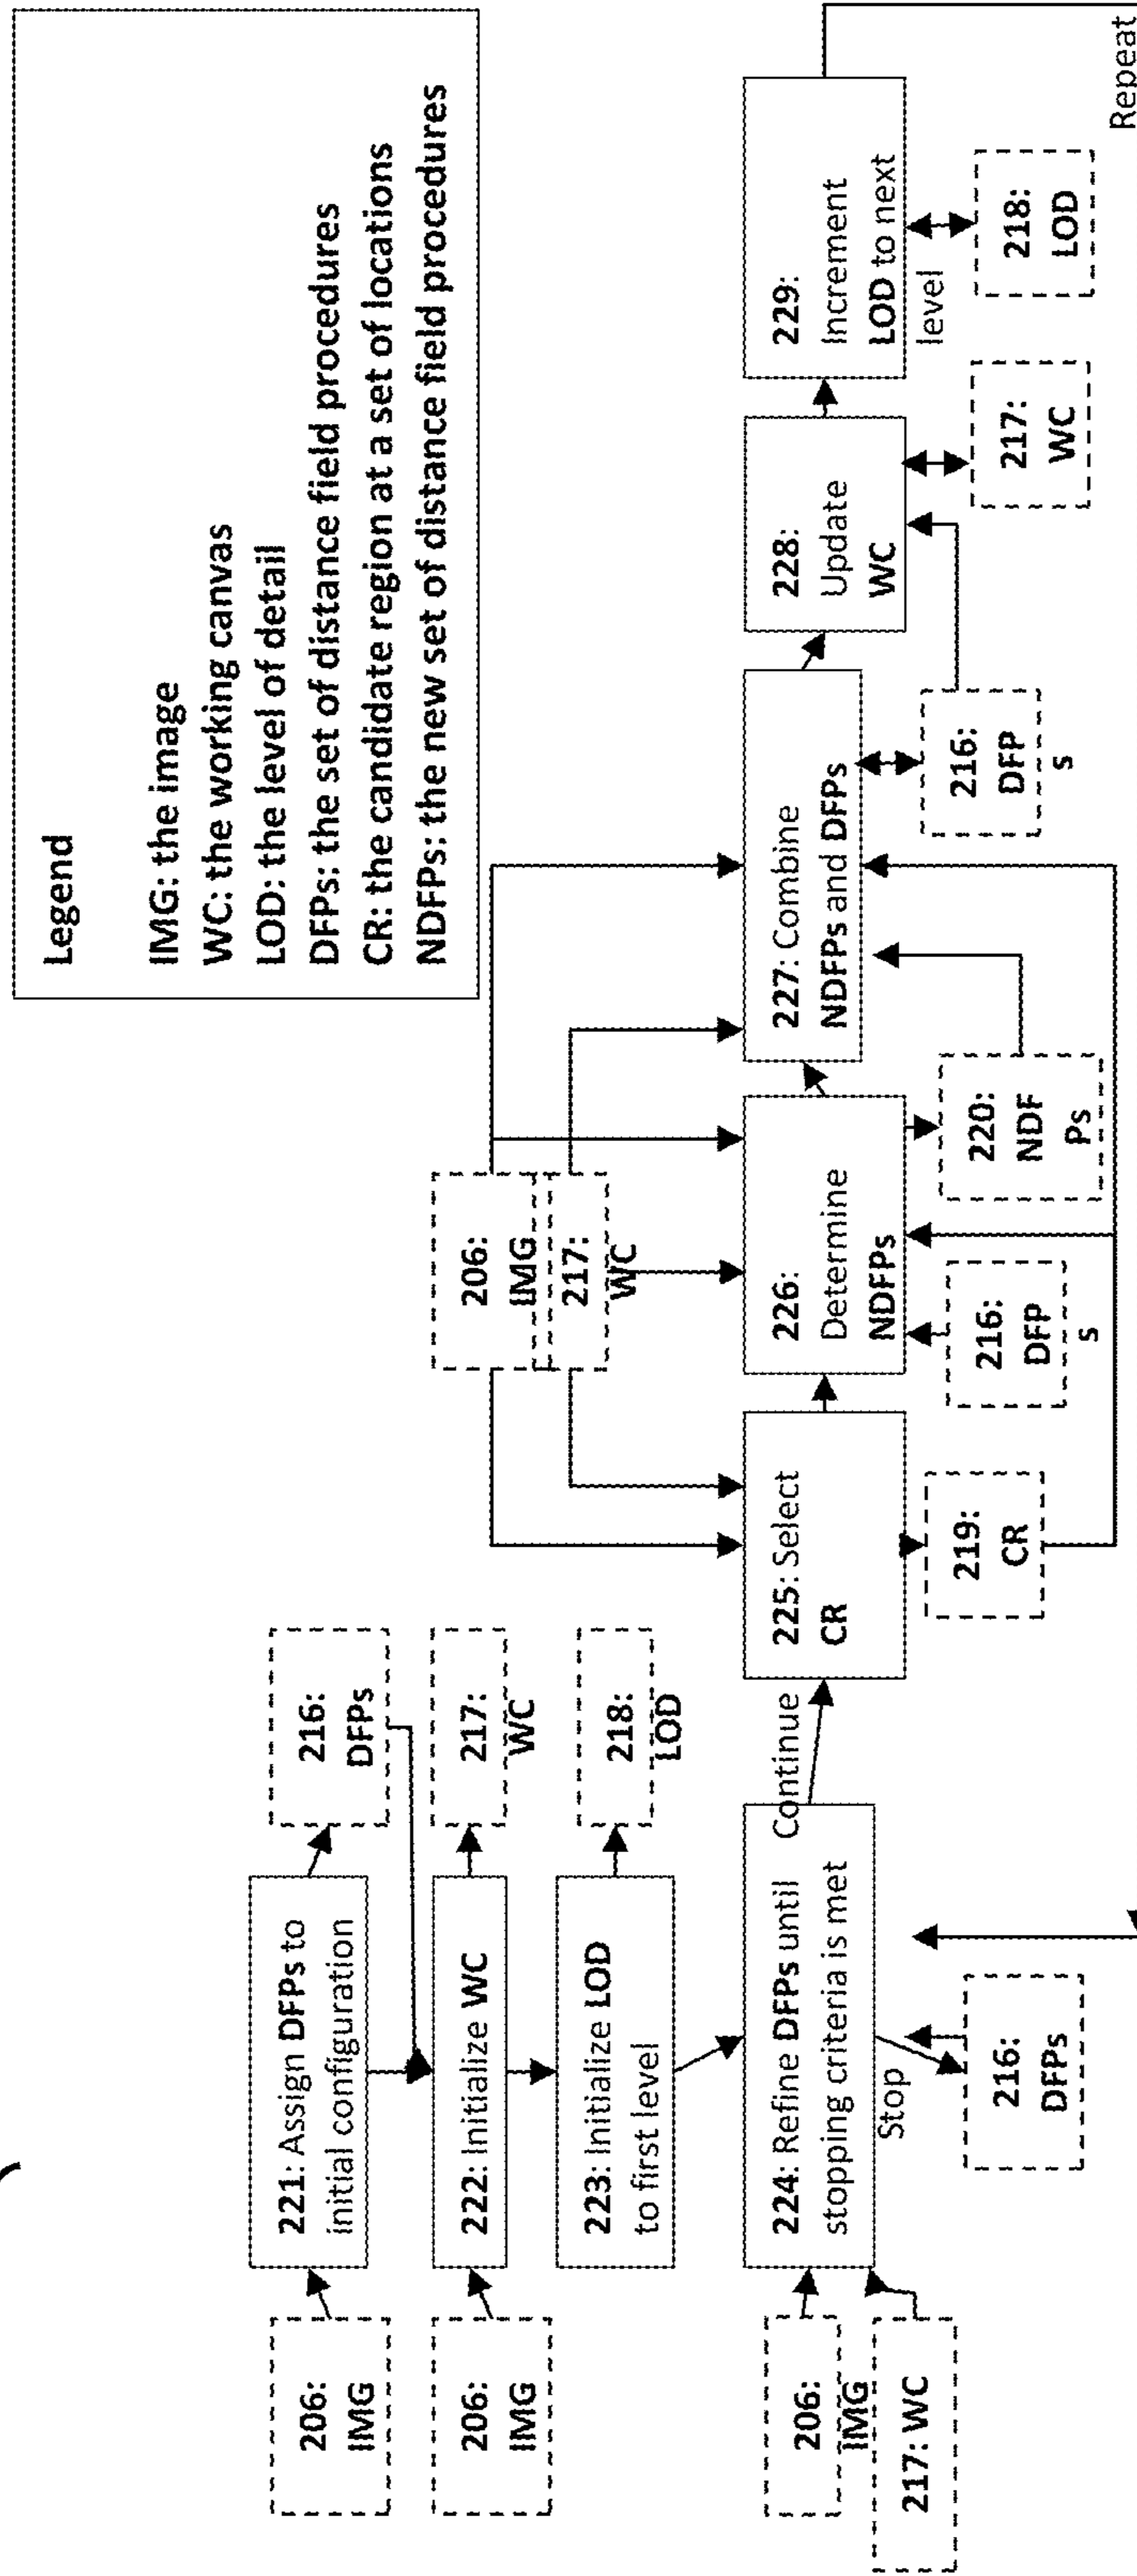 Legend
IMG: the image
WC: the working canvas
LOD: the level of detail
DFPs: the set of distance field procedures
CR: the candidate region at a set of locations
NDFPs: the new set of distance field procedures
206:
IMG
221: Assign DFPs to
initial configuration
216:
DFPs
206:
IMG
222: Initialize WC
217:
WC
223: Initialize LOD
to first level
218:
LOD
206:
IMG
217:
WC
206:
IMG
217: WC
224: Refine DFPs until
stopping criteria is met
Continue
Stop
216:
DFPs
225: Select
CR
219:
CR
226:
Determine
NDFPs
216:
DFP
s
220:
NDF
Ps
227: Combine
NDFPs and DFPs
216:
DFP
s
228:
Update
WC
217:
WC
229:
Increment
LOD to next
level
218:
LOD
Repeat